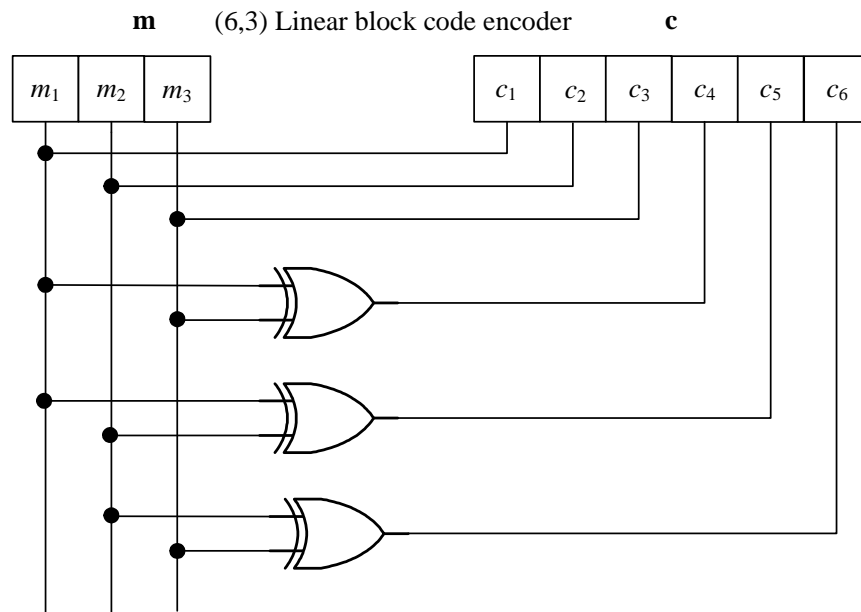 m (6,3) Linear block code encoder c
m₁ m₂ m₃ c₁ c₂ c₃ c₄ c₅ c₆